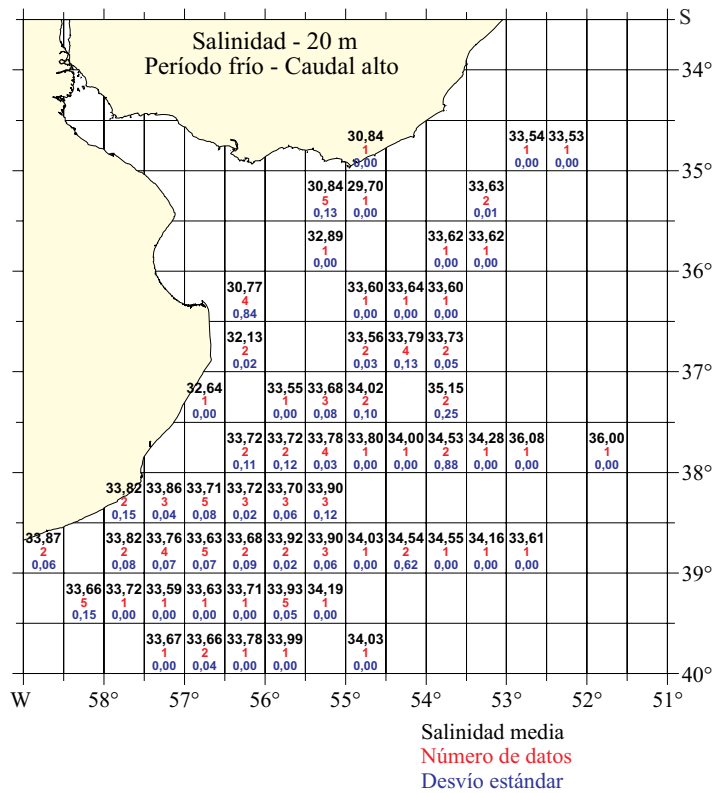 Salinidad - 20 m
Período frío - Caudal alto
S
34°
30,84 33,54 33,53
1 1 1
0,00 0,00 0,00
35°
30,84 29,70 33,63
5 1 2
0,13 0,00 0,01
32,89 33,62 33,62
1 1 1
0,00 0,00 0,00
36°
30,77 33,60 33,64 33,60
4 1 1 1
0,84 0,00 0,00 0,00
32,13 33,56 33,79 33,73
2 2 4 2
0,02 0,03 0,13 0,05
37°
32,64 33,55 33,68 34,02 35,15
1 1 3 2 2
0,00 0,00 0,08 0,10 0,25
33,72 33,72 33,78 33,80 34,00 34,53 34,28 36,08 36,00
2 2 4 1 1 2 1 1 1
0,11 0,12 0,03 0,00 0,00 0,88 0,00 0,00 0,00
38°
33,82 33,86 33,71 33,72 33,70 33,90
2 3 5 3 3 3
0,15 0,04 0,08 0,02 0,06 0,12
33,87 33,82 33,76 33,63 33,68 33,92 33,90 34,03 34,54 34,55 34,16 33,61
2 2 4 5 2 2 3 1 2 1 1 1
0,06 0,08 0,07 0,07 0,09 0,02 0,06 0,00 0,62 0,00 0,00 0,00
39°
33,66 33,72 33,59 33,63 33,71 33,93 34,19
5 1 1 1 1 5 1
0,15 0,00 0,00 0,00 0,00 0,05 0,00
33,67 33,66 33,78 33,99 34,03
1 2 1 1 1
0,00 0,04 0,00 0,00 0,00
40°
W 58° 57° 56° 55° 54° 53° 52° 51°
Salinidad media
Número de datos
Desvío estándar